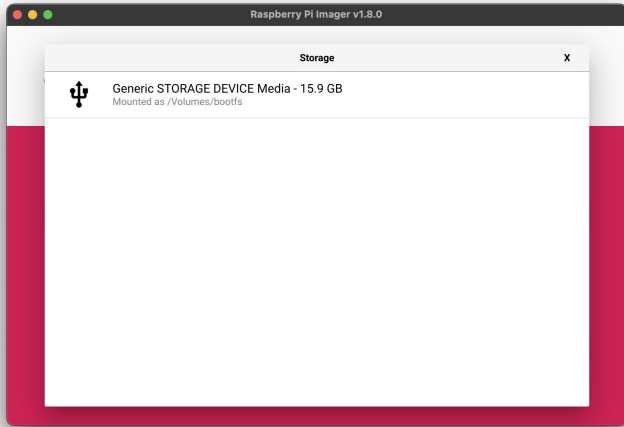 Raspberry Pi Imager v1.8.0
Storage
X
Generic STORAGE DEVICE Media - 15.9 GB
Mounted as /Volumes/bootfs